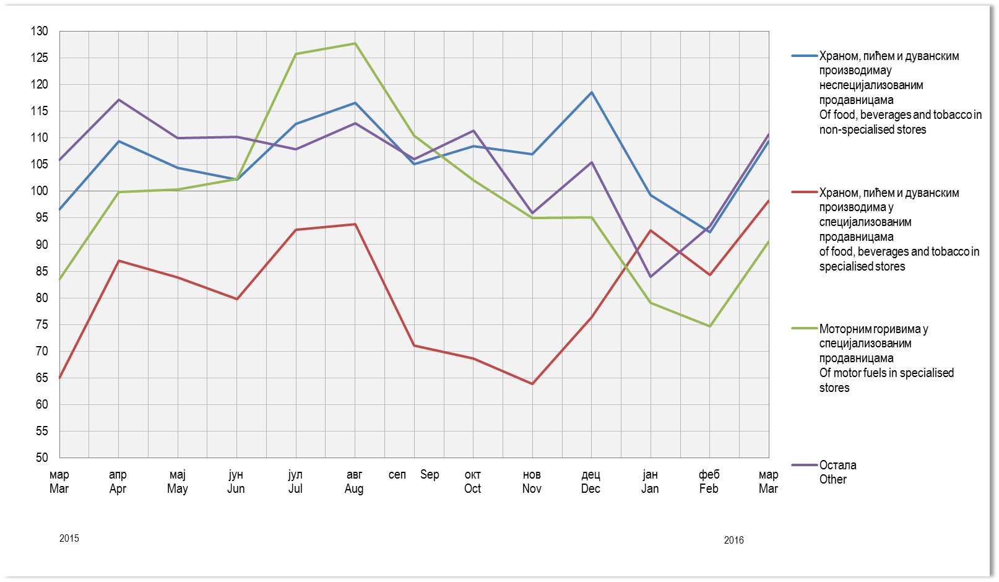 130
125
120
115
110
105
100
95
90
85
80
75
70
65
60
55
50
мар апр мај јун јул авг сеп Sep окт нов дец јан феб мар
Mar Apr May Jun Jul Aug Oct Nov Dec Jan Feb Mar
2015 2016
Храном, пићем и дуванским
производимау
неспецијализованим
продавницама
Of food, beverages and tobacco in
non-specialised stores
Храном, пићем и дуванским
производима у
специјализованим
продавницама
of food, beverages and tobacco in
specialised stores
Моторним горивима у
специјализованим
продавницама
Of motor fuels in specialised
stores
Остала
Other